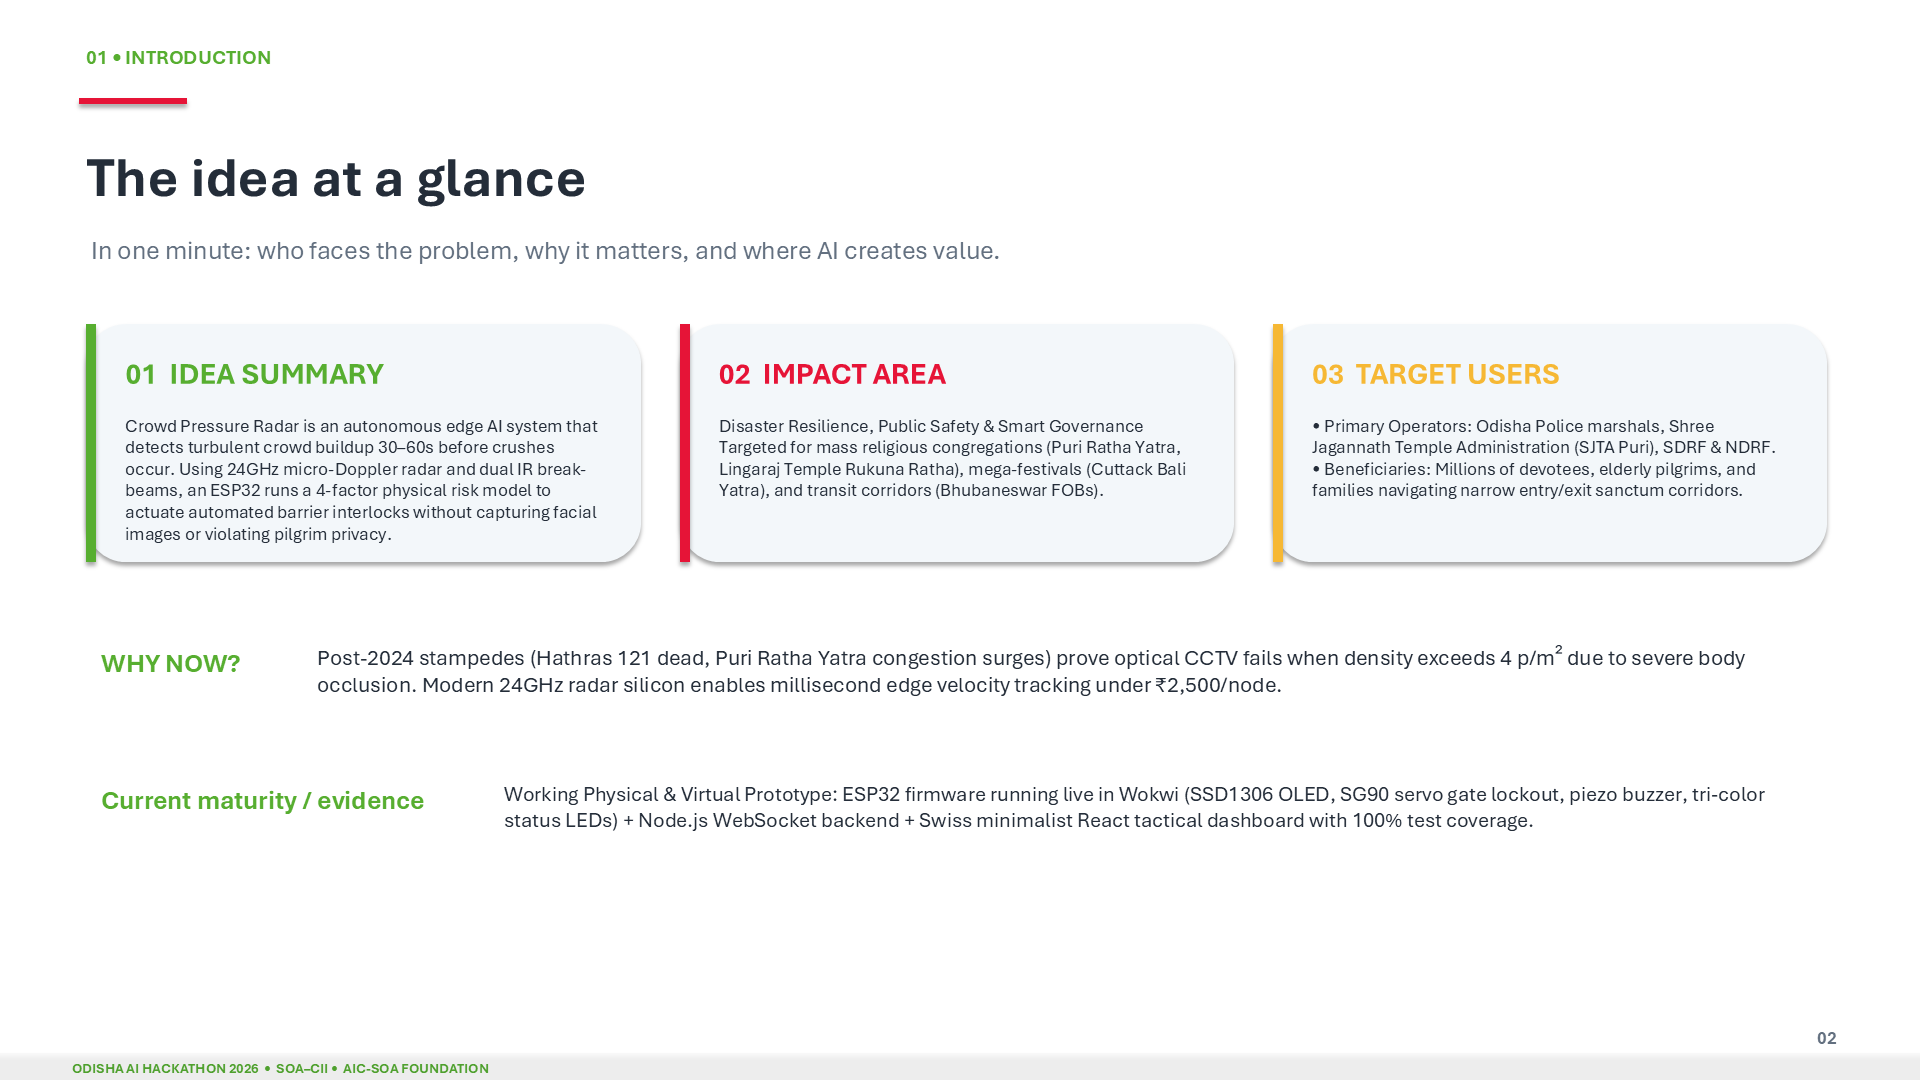 01 • INTRODUCTION
The idea at a glance
In one minute: who faces the problem, why it matters, and where AI creates value.
01 IDEA SUMMARY
Crowd Pressure Radar is an autonomous edge AI system that
detects turbulent crowd buildup 30–60s before crushes
occur. Using 24GHz micro-Doppler radar and dual IR break-
beams, an ESP32 runs a 4-factor physical risk model to
actuate automated barrier interlocks without capturing facial
images or violating pilgrim privacy.
02 IMPACT AREA
Disaster Resilience, Public Safety & Smart Governance
Targeted for mass religious congregations (Puri Ratha Yatra,
Lingaraj Temple Rukuna Ratha), mega-festivals (Cuttack Bali
Yatra), and transit corridors (Bhubaneswar FOBs).
03 TARGET USERS
• Primary Operators: Odisha Police marshals, Shree
Jagannath Temple Administration (SJTA Puri), SDRF & NDRF.
• Beneficiaries: Millions of devotees, elderly pilgrims, and
families navigating narrow entry/exit sanctum corridors.
WHY NOW?
Post-2024 stampedes (Hathras 121 dead, Puri Ratha Yatra congestion surges) prove optical CCTV fails when density exceeds 4 p/m² due to severe body
occlusion. Modern 24GHz radar silicon enables millisecond edge velocity tracking under ₹2,500/node.
Current maturity / evidence
Working Physical & Virtual Prototype: ESP32 firmware running live in Wokwi (SSD1306 OLED, SG90 servo gate lockout, piezo buzzer, tri-color
status LEDs) + Node.js WebSocket backend + Swiss minimalist React tactical dashboard with 100% test coverage.
02
ODISHA AI HACKATHON 2026 • SOA–CII • AIC-SOA FOUNDATION